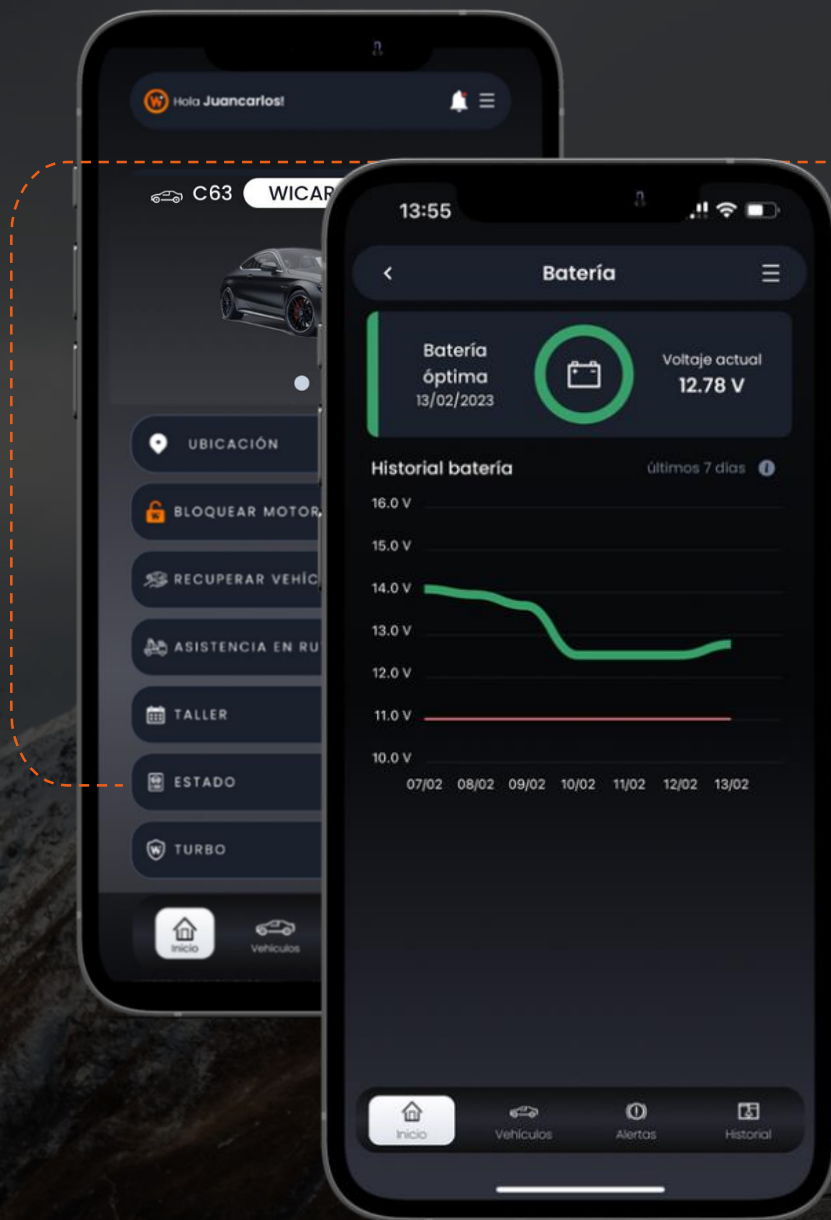 Hola Juancarlos!
C63 WICAR
UBICACIÓN
BLOQUEAR MOTOR
RECUPERAR VEHÍC
ASISTENCIA EN RU
TALLER
ESTADO
TURBO
Inicio
Vehículos
13:55
Batería
Batería
óptima
13/02/2023
Voltaje actual
12.78 V
Historial batería
últimos 7 días
16.0 V
15.0 V
14.0 V
13.0 V
12.0 V
11.0 V
10.0 V
07/02 08/02 09/02 10/02 11/02 12/02 13/02
Inicio
Vehículos
Alertas
Historial